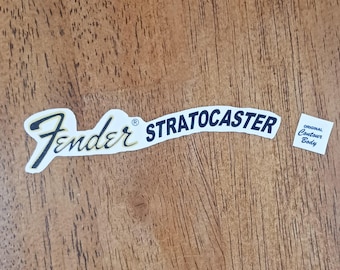 Fender® STRATOCASTER
ORIGINAL
Contour
Body